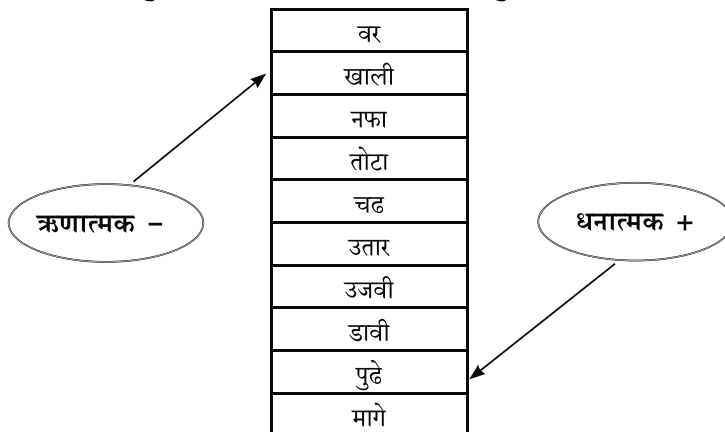 वर
खाली
नफा
तोटा
चढ
ऋणात्मक -
धनात्मक +
उतार
उजवी
डावी
पुढे
मागे